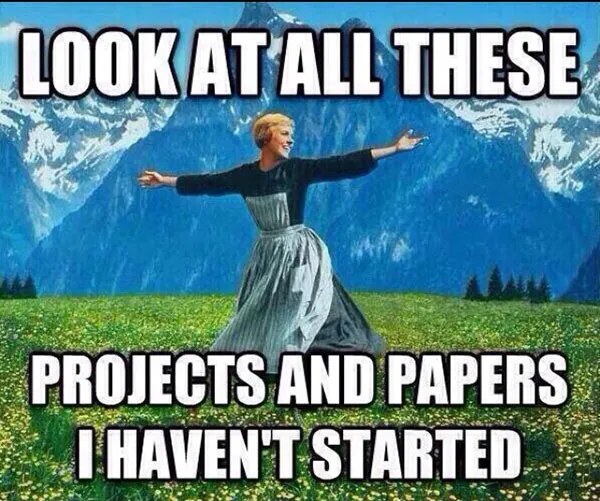 LOOK AT ALL THESE
PROJECTS AND PAPERS
I HAVEN'T STARTED